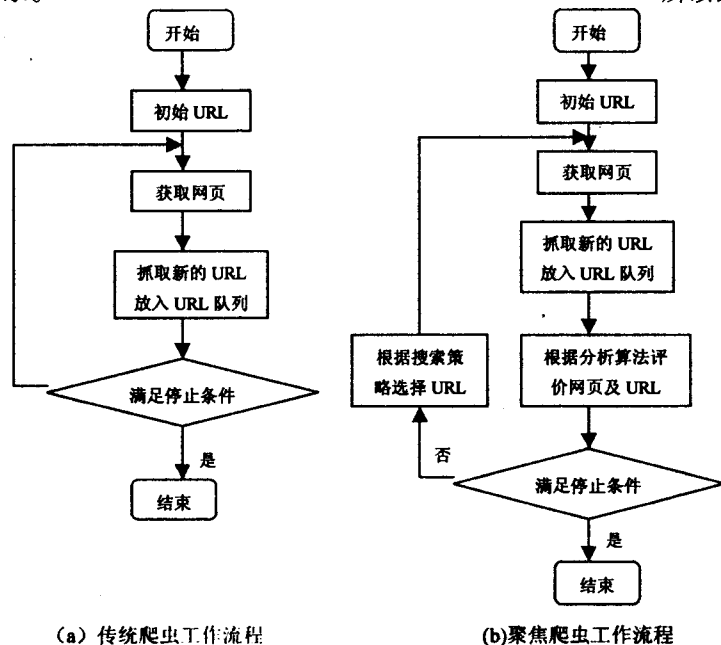 开始
初始 URL
获取网页
抓取新的 URL
放入 URL 队列
满足停止条件
是
结束
(a) 传统爬虫工作流程
开始
初始 URL
获取网页
抓取新的 URL
放入 URL 队列
根据分析算法评
价网页及 URL
根据搜索策
略选择 URL
否
满足停止条件
是
结束
(b)聚焦爬虫工作流程